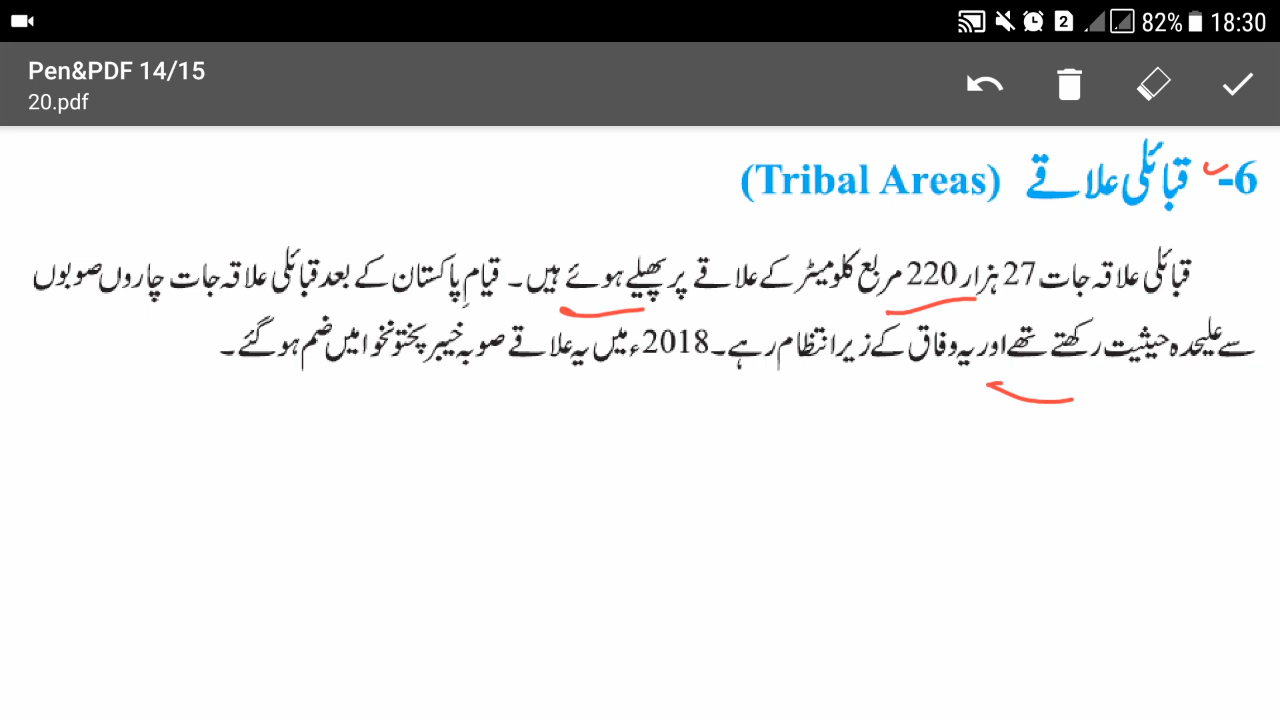 2 82% 18:30
Pen&PDF 14/15
20.pdf
6- قبائلی علاقے (Tribal Areas)
قبائلی علاقہ جات 27 ہزار 220 مربع کلومیٹر کے علاقے پر پھیلے ہوئے ہیں۔ قیامِ پاکستان کے بعد قبائلی علاقہ جات چاروں صوبوں
سے علیحدہ حیثیت رکھتے تھے اور یہ وفاق کے زیر انتظام رہے۔ 2018ء میں یہ علاقے صوبہ خیبر پختونخوا میں ضم ہو گئے۔